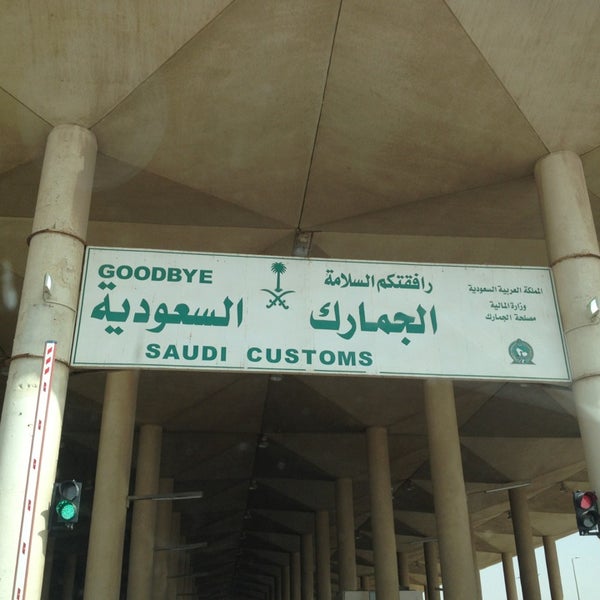 GOODBYE
رافقتكم السلامة
الجمارك السعودية
SAUDI CUSTOMS
المملكة العربية السعودية
وزارة المالية
مصلحة الجمارك